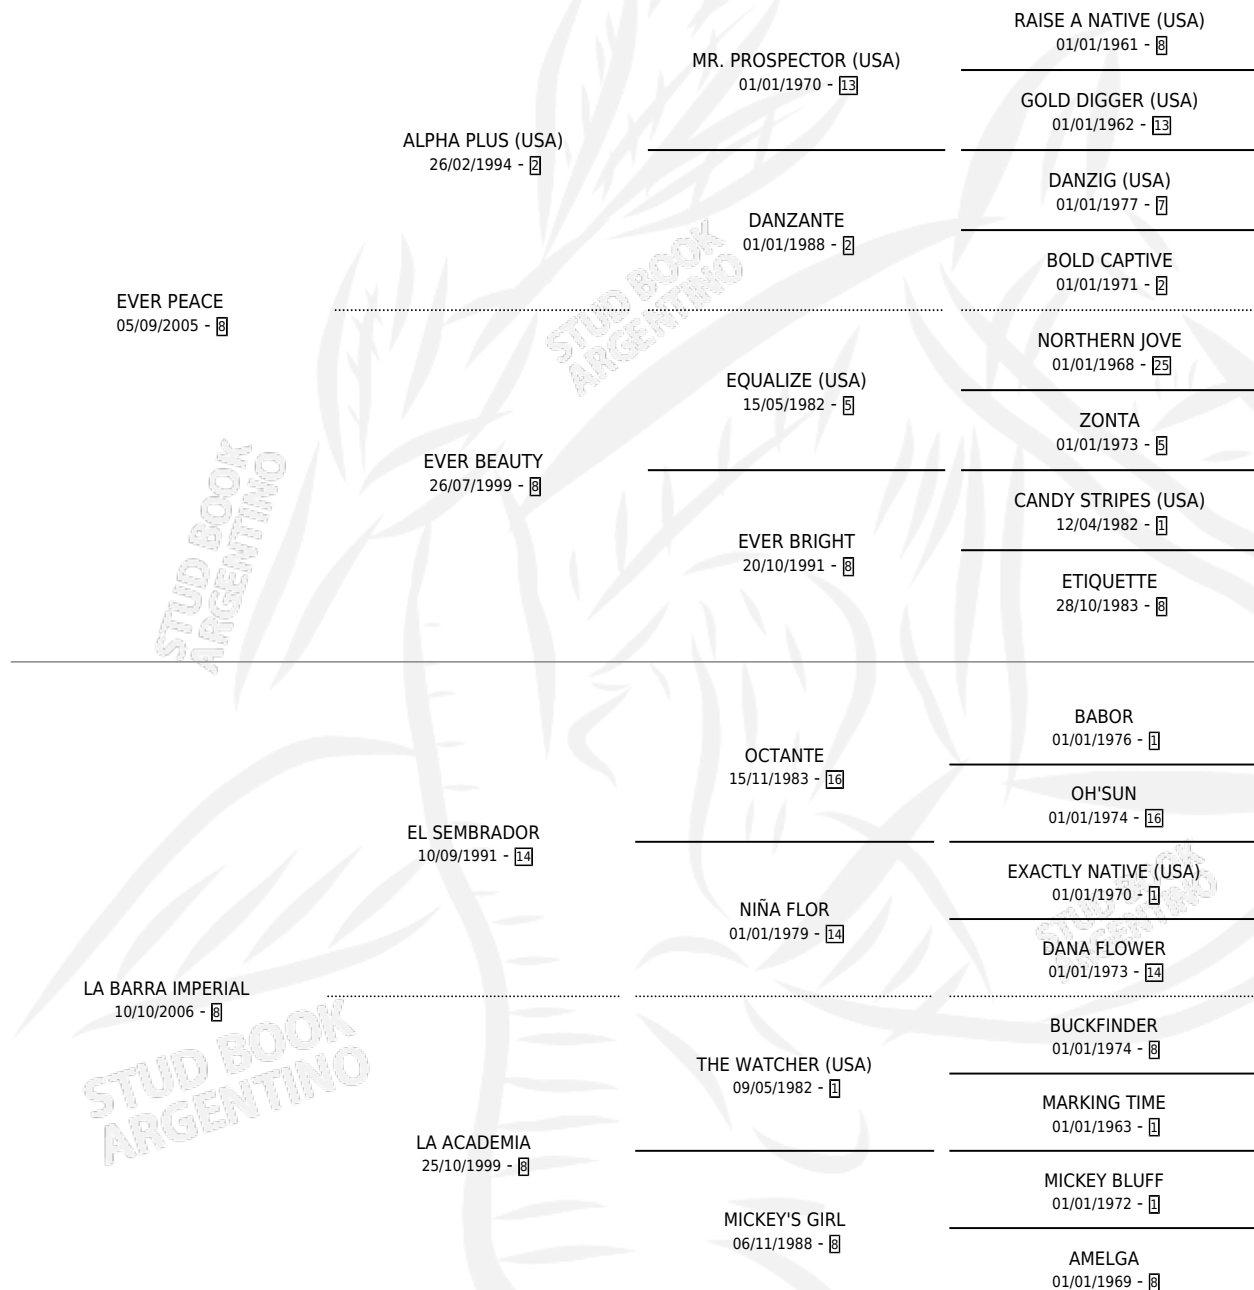 RAISE A NATIVE (USA)
01/01/1961 - 8
MR. PROSPECTOR (USA)
01/01/1970 - 13
GOLD DIGGER (USA)
01/01/1962 - 13
ALPHA PLUS (USA)
26/02/1994 - 2
DANZIG (USA)
01/01/1977 - 7
DANZANTE
01/01/1988 - 2
BOLD CAPTIVE
01/01/1971 - 2
EVER PEACE
05/09/2005 - 8
NORTHERN JOVE
01/01/1968 - 25
EQUALIZE (USA)
15/05/1982 - 5
ZONTA
01/01/1973 - 5
EVER BEAUTY
26/07/1999 - 8
CANDY STRIPES (USA)
12/04/1982 - 1
EVER BRIGHT
20/10/1991 - 8
ETIQUETTE
28/10/1983 - 8
BABOR
01/01/1976 - 1
OCTANTE
15/11/1983 - 16
OH'SUN
01/01/1974 - 16
EL SEMBRADOR
10/09/1991 - 14
EXACTLY NATIVE (USA)
01/01/1970 - 1
NIÑA FLOR
01/01/1979 - 14
DANA FLOWER
01/01/1973 - 14
LA BARRA IMPERIAL
10/10/2006 - 8
BUCKFINDER
01/01/1974 - 8
THE WATCHER (USA)
09/05/1982 - 1
MARKING TIME
01/01/1963 - 1
LA ACADEMIA
25/10/1999 - 8
MICKEY BLUFF
01/01/1972 - 1
MICKEY'S GIRL
06/11/1988 - 8
AMELGA
01/01/1969 - 8
STUD BOOK
ARGENTINO
STUD BOOK
ARGENTINO
STUD BOOK
ARGENTINO
STUD BOOK
ARGENTINO